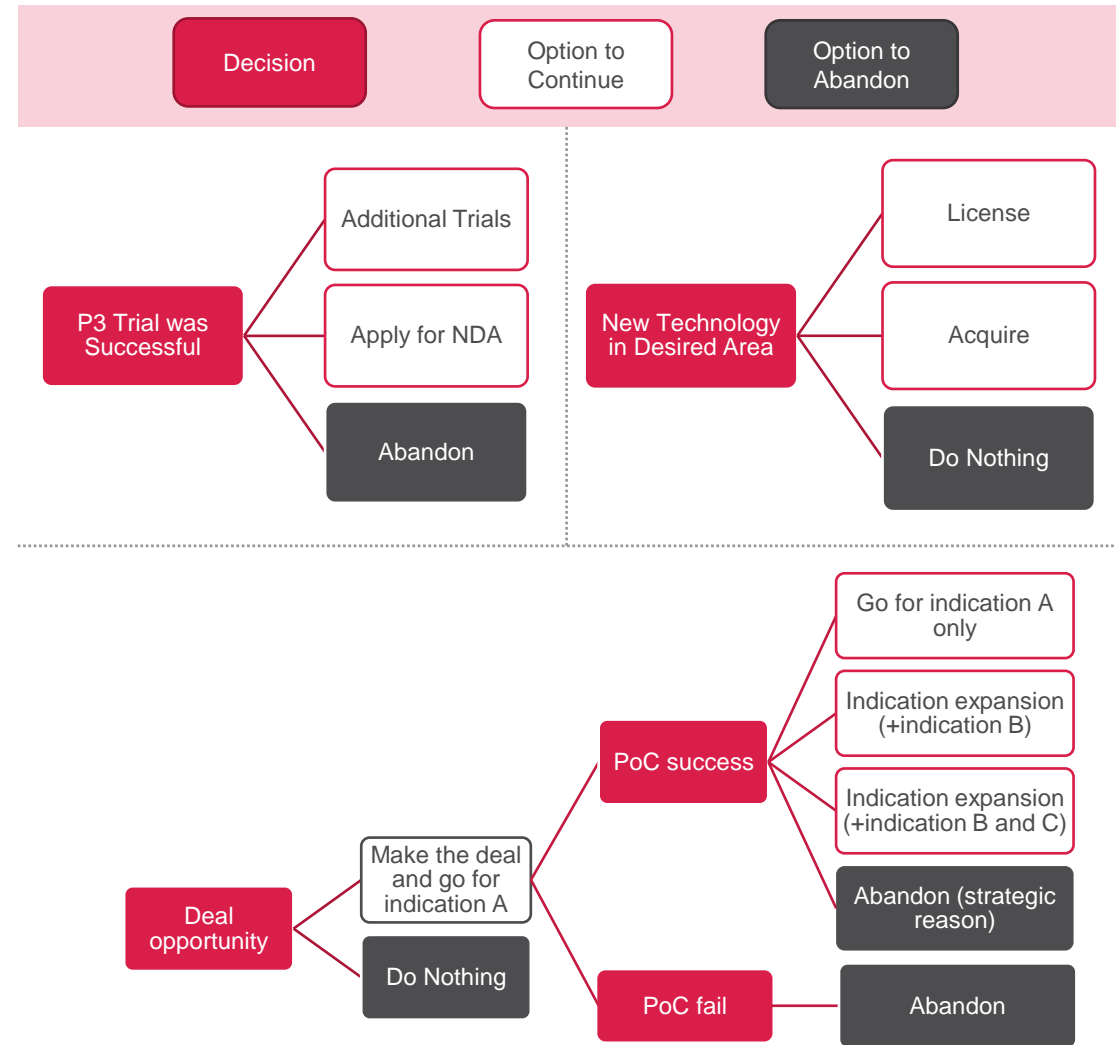 Decision
Option to
Continue
Option to
Abandon
P3 Trial was
Successful
Additional Trials
Apply for NDA
Abandon
New Technology
in Desired Area
License
Acquire
Do Nothing
Deal
opportunity
Make the deal
and go for
indication A
Do Nothing
PoC success
PoC fail
Go for indication A
only
Indication expansion
(+indication B)
Indication expansion
(+indication B and C)
Abandon (strategic
reason)
Abandon